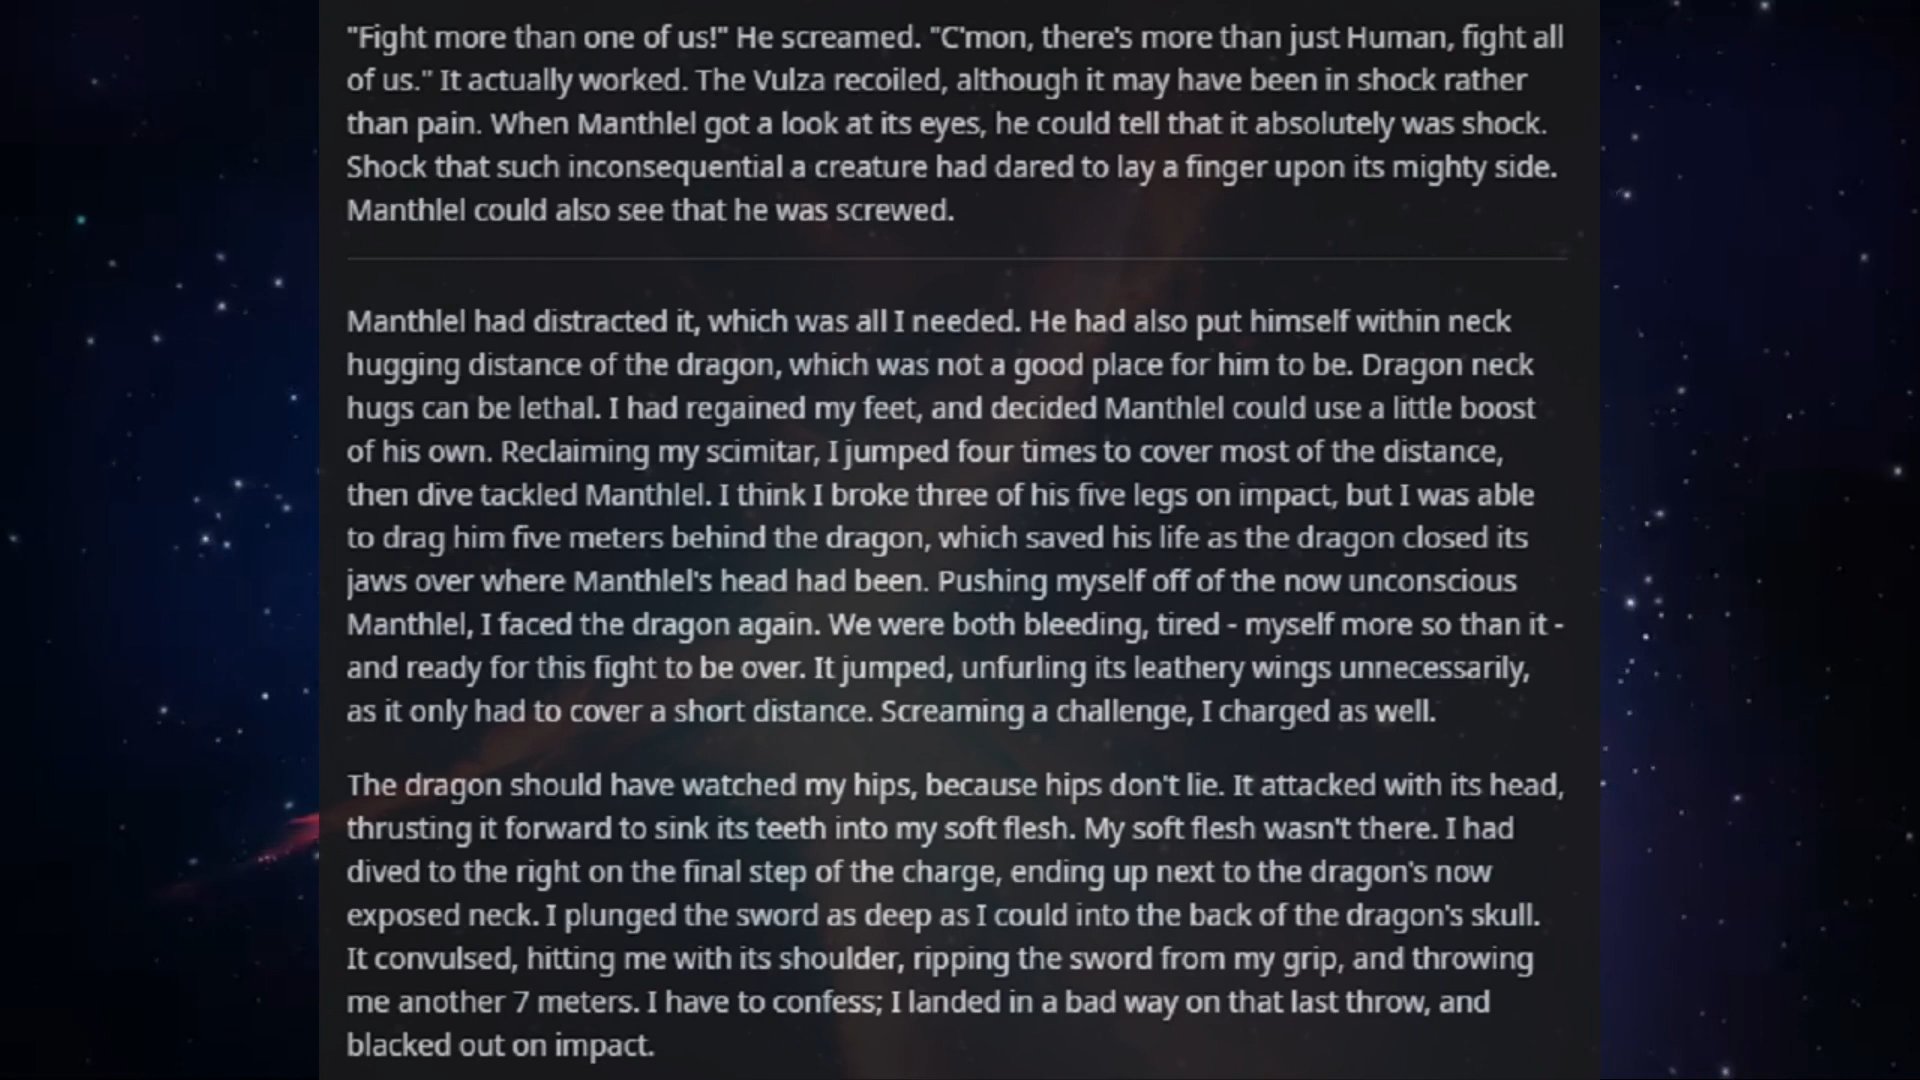 "Fight more than one of us!" He screamed. "C'mon, there's more than just Human, fight all
of us." It actually worked. The Vulza recoiled, although it may have been in shock rather
than pain. When Manthlel got a look at its eyes, he could tell that it absolutely was shock.
Shock that such inconsequential a creature had dared to lay a finger upon its mighty side.
Manthlel could also see that he was screwed.
Manthlel had distracted it, which was all I needed. He had also put himself within neck
hugging distance of the dragon, which was not a good place for him to be. Dragon neck
hugs can be lethal. I had regained my feet, and decided Manthlel could use a little boost
of his own. Reclaiming my scimitar, I jumped four times to cover most of the distance,
then dive tackled Manthlel. I think I broke three of his five legs on impact, but I was able
to drag him five meters behind the dragon, which saved his life as the dragon closed its
jaws over where Manthlel's head had been. Pushing myself off of the now unconscious
Manthlel, I faced the dragon again. We were both bleeding, tired - myself more so than it -
and ready for this fight to be over. It jumped, unfurling its leathery wings unnecessarily,
as it only had to cover a short distance. Screaming a challenge, I charged as well.
The dragon should have watched my hips, because hips don't lie. It attacked with its head,
thrusting it forward to sink its teeth into my soft flesh. My soft flesh wasn't there. I had
dived to the right on the final step of the charge, ending up next to the dragon's now
exposed neck. I plunged the sword as deep as I could into the back of the dragon's skull.
It convulsed, hitting me with its shoulder, ripping the sword from my grip, and throwing
me another 7 meters. I have to confess; I landed in a bad way on that last throw, and
blacked out on impact.